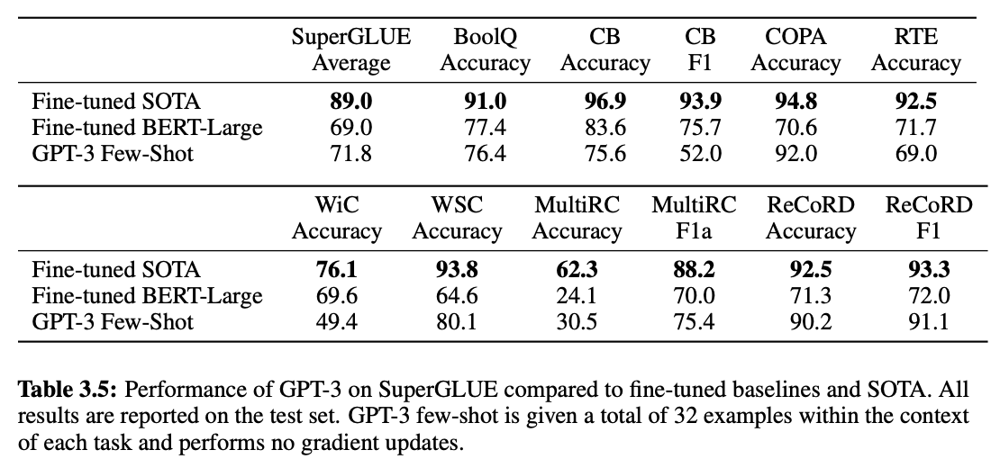 SuperGLUE BoolQ CB CB COPA RTE
Average Accuracy Accuracy F1 Accuracy Accuracy
Fine-tuned SOTA 89.0 91.0 96.9 93.9 94.8 92.5
Fine-tuned BERT-Large 69.0 77.4 83.6 75.7 70.6 71.7
GPT-3 Few-Shot 71.8 76.4 75.6 52.0 92.0 69.0
WiC WSC MultiRC MultiRC ReCoRD ReCoRD
Accuracy Accuracy Accuracy F1a Accuracy F1
Fine-tuned SOTA 76.1 93.8 62.3 88.2 92.5 93.3
Fine-tuned BERT-Large 69.6 64.6 24.1 70.0 71.3 72.0
GPT-3 Few-Shot 49.4 80.1 30.5 75.4 90.2 91.1
Table 3.5: Performance of GPT-3 on SuperGLUE compared to fine-tuned baselines and SOTA. All
results are reported on the test set. GPT-3 few-shot is given a total of 32 examples within the context
of each task and performs no gradient updates.